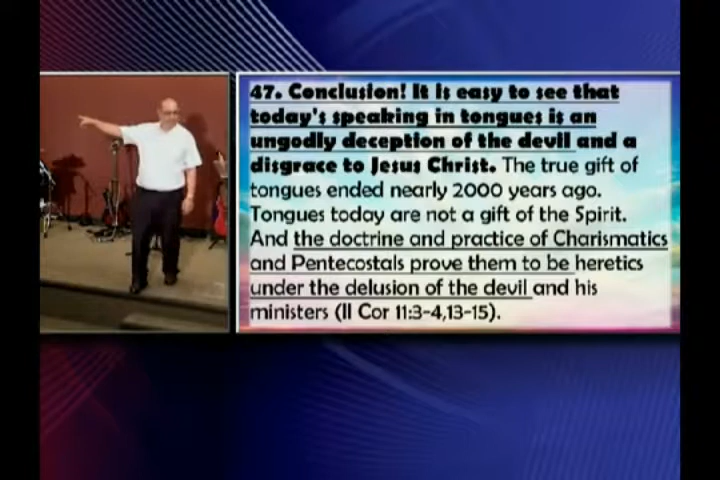 47. Conclusion! It is easy to see that
today's speaking in tongues is an
ungodly deception of the devil and a
disgrace to Jesus Christ. The true gift of
tongues ended nearly 2000 years ago.
Tongues today are not a gift of the Spirit.
And the doctrine and practice of Charismatics
and Pentecostals prove them to be heretics
under the delusion of the devil and his
ministers (II Cor 11:3-4,13-15).